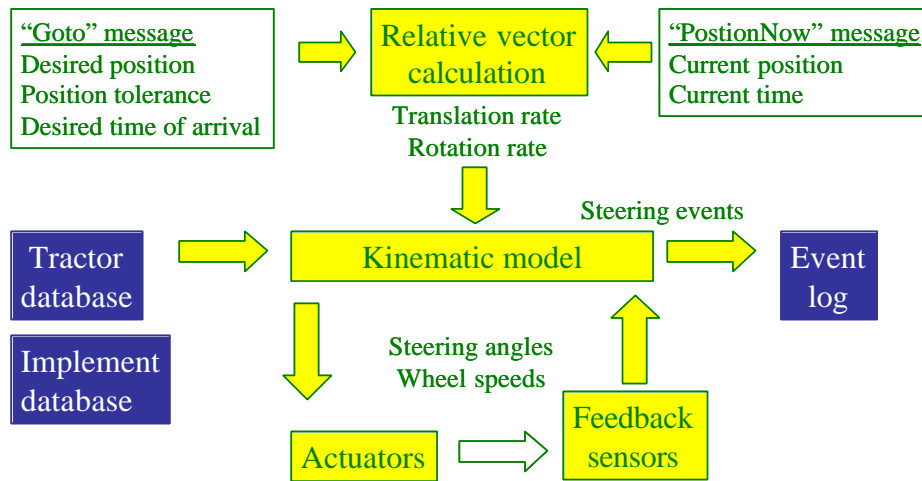 “Goto” message
Desired position
Position tolerance
Desired time of arrival
Relative vector
calculation
“PostionNow” message
Current position
Current time
Translation rate
Rotation rate
Steering events
Tractor
database
Kinematic model
Event
log
Implement
database
Steering angles
Wheel speeds
Actuators
Feedback
sensors